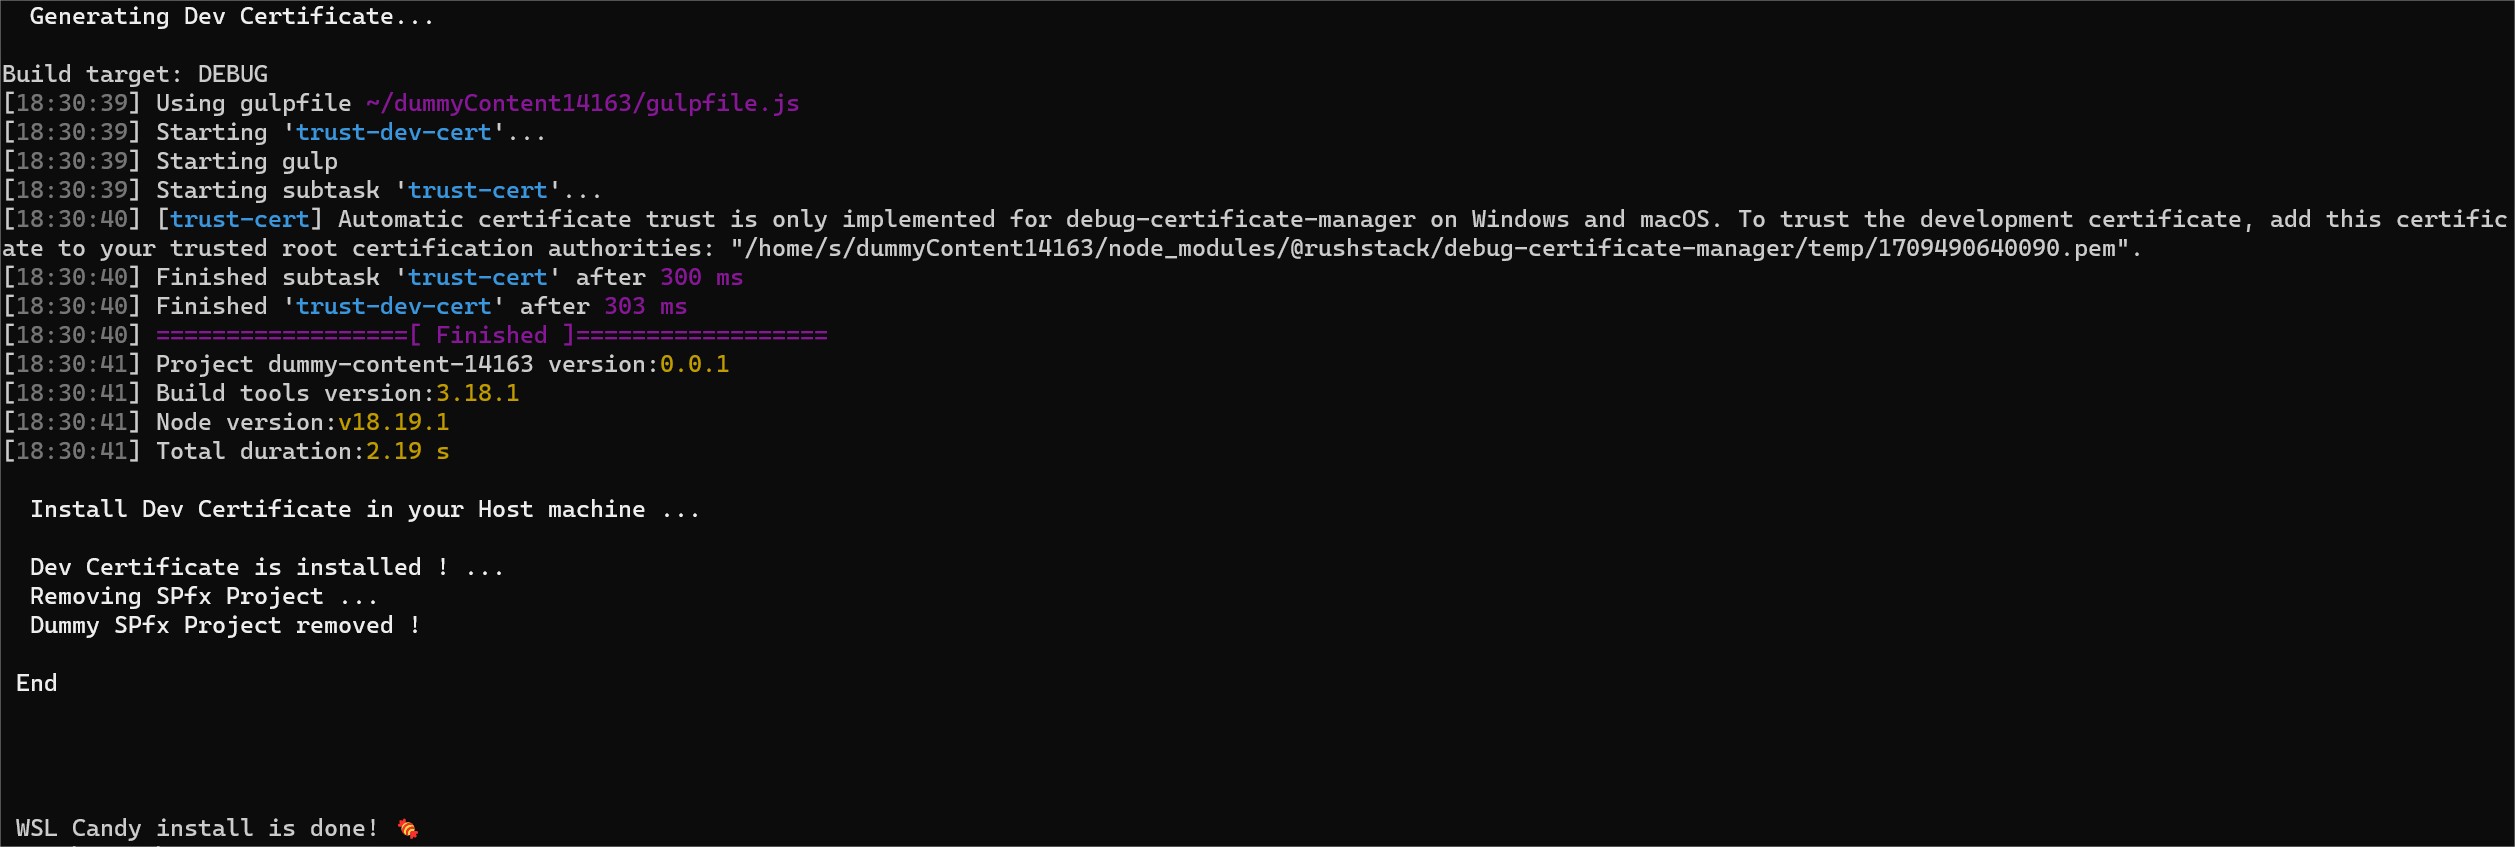 Generating Dev Certificate...
Build target: DEBUG
[18:30:39] Using gulpfile ~/dummyContent14163/gulpfile.js
[18:30:39] Starting 'trust-dev-cert'...
[18:30:39] Starting gulp
[18:30:39] Starting subtask 'trust-cert'...
[18:30:40] [trust-cert] Automatic certificate trust is only implemented for debug-certificate-manager on Windows and macOS. To trust the development certificate, add this certific
ate to your trusted root certification authorities: "/home/s/dummyContent14163/node_modules/@rushstack/debug-certificate-manager/temp/1709490640090.pem".
[18:30:40] Finished subtask 'trust-cert' after 300 ms
[18:30:40] Finished 'trust-dev-cert' after 303 ms
[18:30:40] ==================[ Finished ]==================
[18:30:41] Project dummy-content-14163 version:0.0.1
[18:30:41] Build tools version:3.18.1
[18:30:41] Node version:v18.19.1
[18:30:41] Total duration:2.19 s
Install Dev Certificate in your Host machine ...
Dev Certificate is installed ! ...
Removing SPfx Project ...
Dummy SPfx Project removed !
End
WSL Candy install is done! 🍬